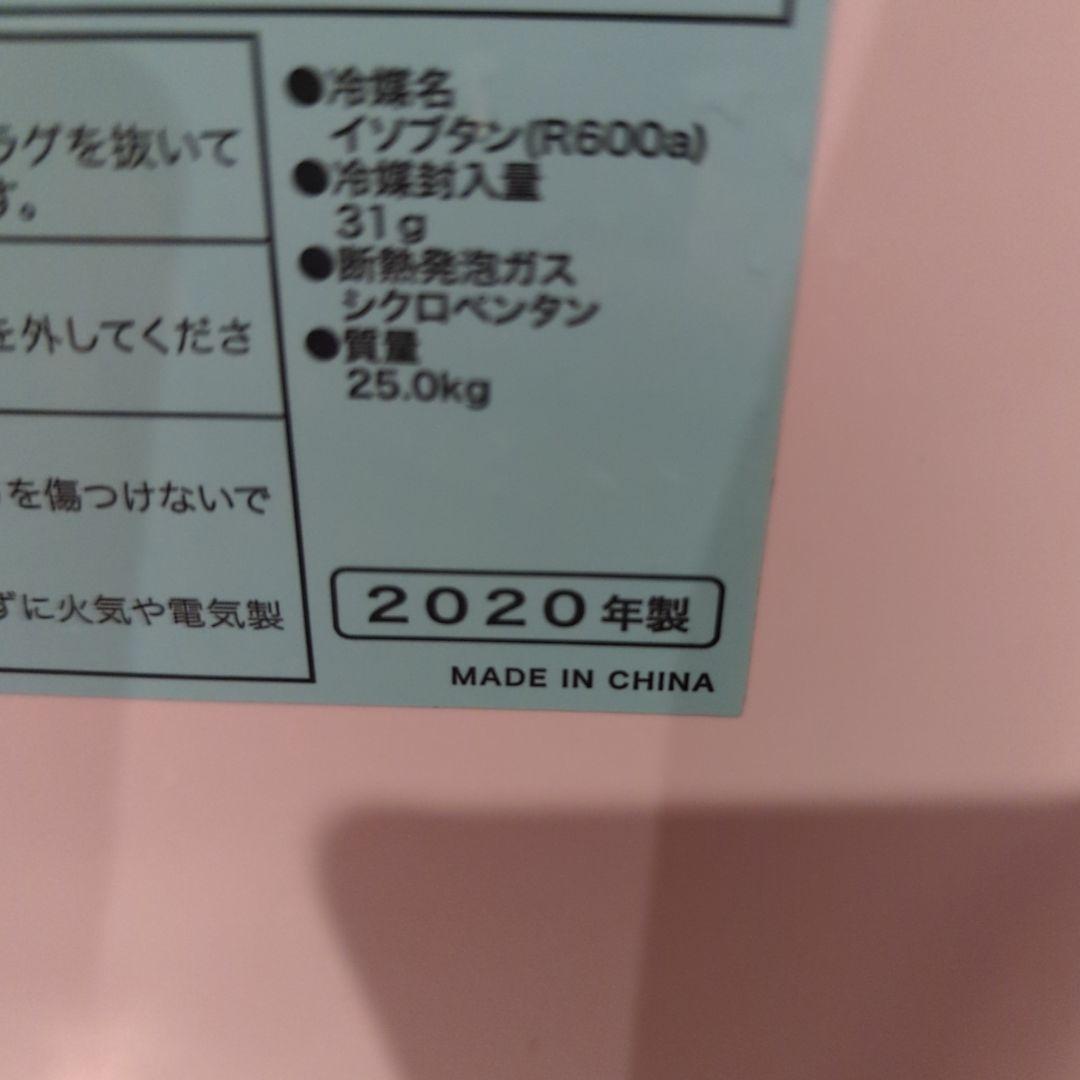 ラグを抜いて
す。
を外してくださ
を傷つけないで
ずに火気や電気製
●冷媒名
イソブタン(R600a)
●冷媒封入量
31g
●断熱発泡ガス
シクロペンタン
●質量
25.0kg
2020年製
MADE IN CHINA